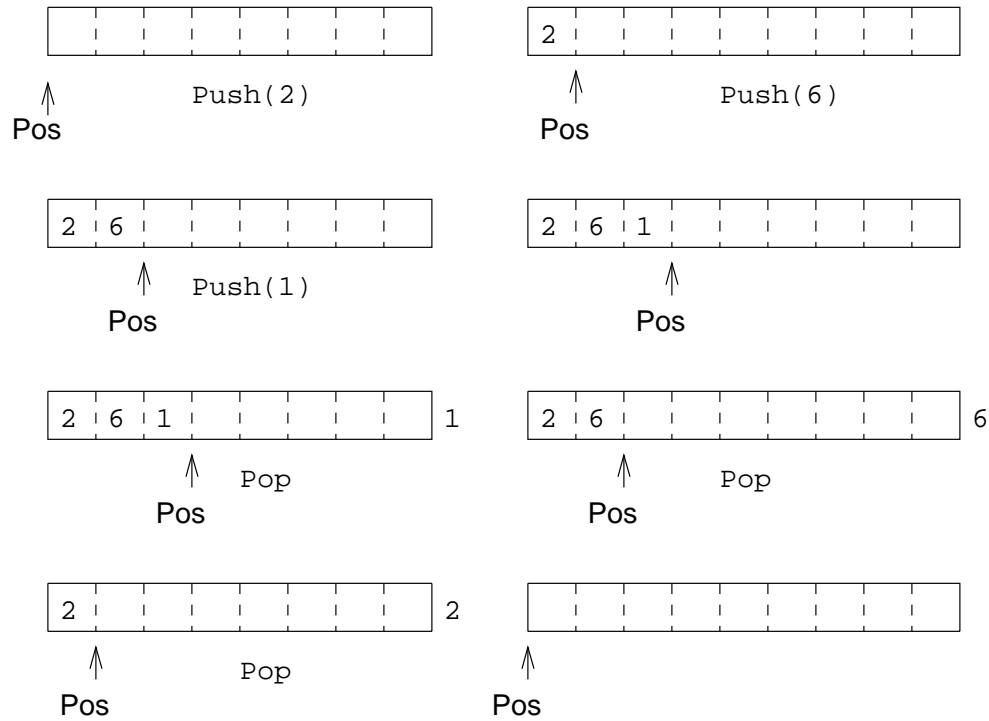 2
Push(2) Push(6)
Pos Pos
2 6 2 6 1
Push(1)
Pos Pos
2 6 1 1 2 6 6
Pop Pop
Pos Pos
2 2
Pop
Pos Pos